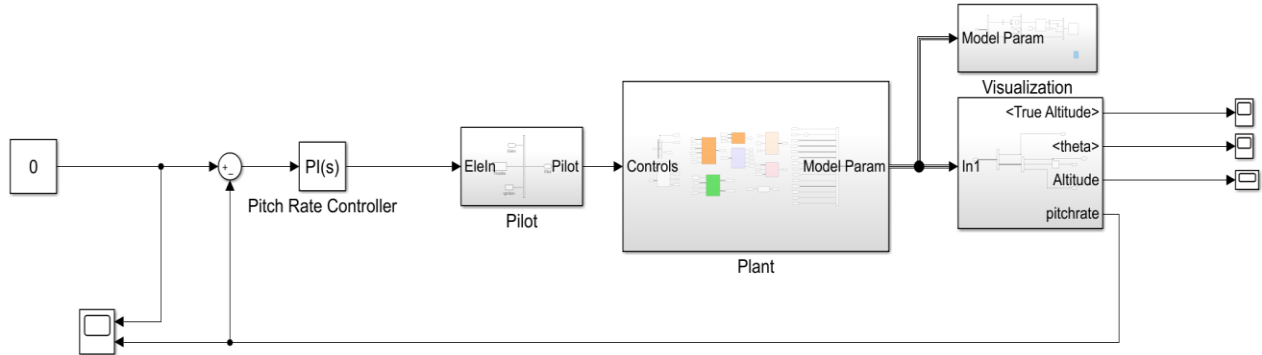 Model Param
Visualization
0
+
-
PI(s)
Pitch Rate Controller
EleIn
Pilot
Pilot
Controls
Model Param
Plant
In1
<True Altitude>
<theta>
Altitude
pitchrate